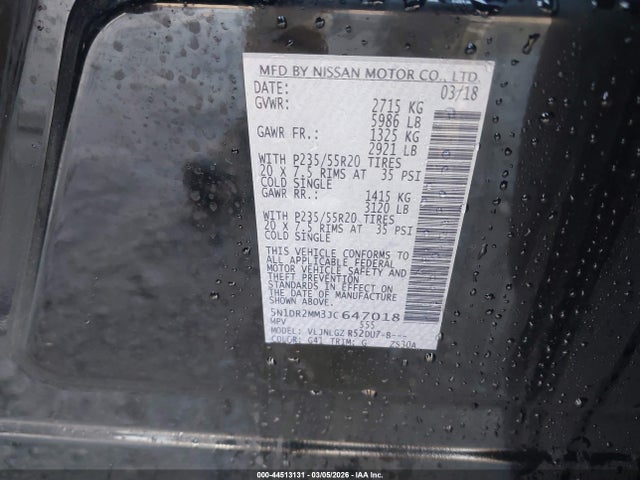 MFD BY NISSAN MOTOR CO., LTD.
DATE: 03/18
GVWR: 2715 KG
5986 LB
GAWR FR.: 1325 KG
2921 LB
WITH P235/55R20 TIRES
20 X 7.5 RIMS AT 35 PSI
COLD SINGLE
GAWR RR.: 1415 KG
3120 LB
WITH P235/55R20 TIRES
20 X 7.5 RIMS AT 35 PSI
COLD SINGLE
THIS VEHICLE CONFORMS TO
ALL APPLICABLE FEDERAL
MOTOR VEHICLE SAFETY AND
THEFT PREVENTION
STANDARDS IN EFFECT ON
THE DATE OF MANUFACTURE
SHOWN ABOVE.
5N1DR2MM3JC647018
MPV 555
MODEL: VLJNLGZ R52DU7-B---
COLOR: G41 TRIM: G ZS30A
000-44513131 - 03/05/2026 - IAA Inc.